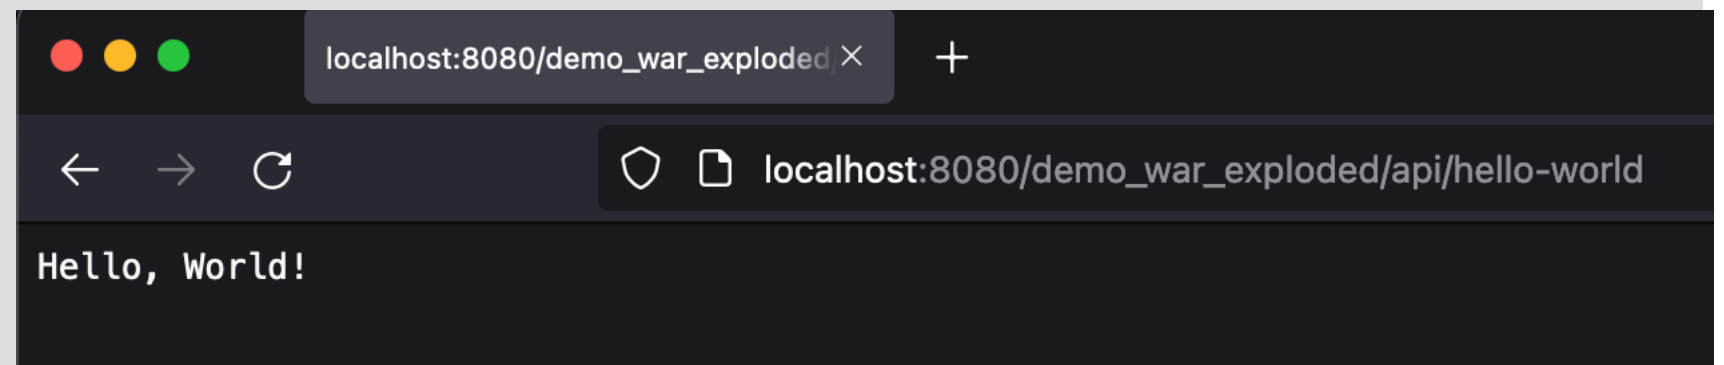 localhost:8080/demo_war_exploded/
localhost:8080/demo_war_exploded/api/hello-world
Hello, World!